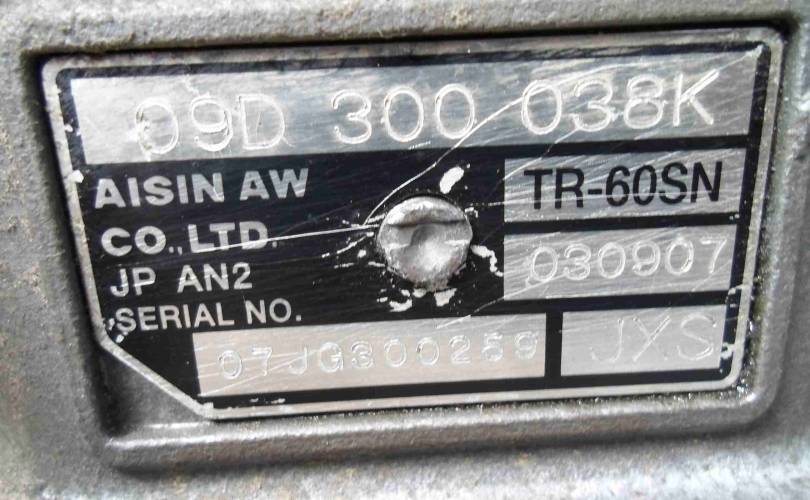 09D 300 038K
AISIN AW
CO.,LTD.
JP AN2
SERIAL NO.
TR-60SN
030907
07JG300259
JXS